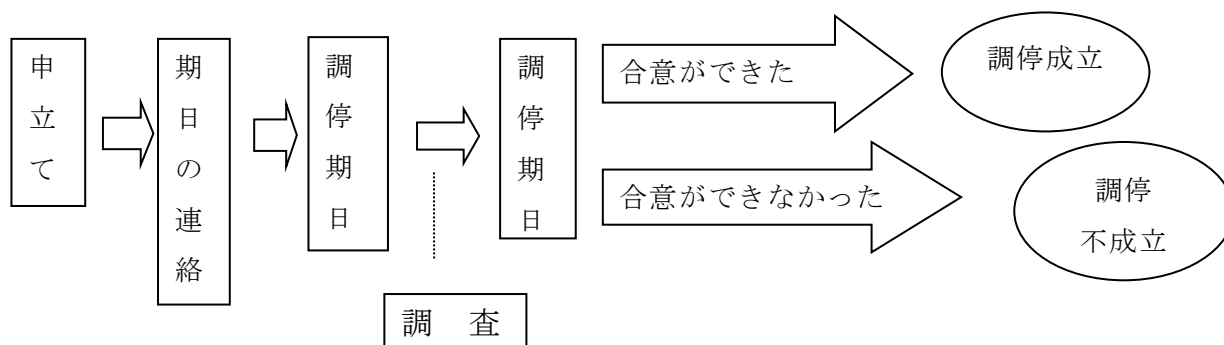 申立て
期日の連絡
調停期日
調停期日
合意ができた
調停成立
合意ができなかった
調停
不成立
調　査